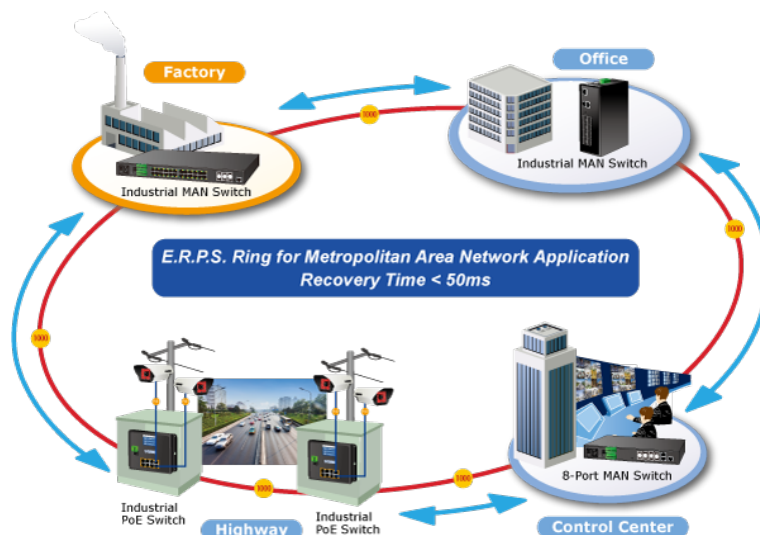 Factory
Office
1000
Industrial MAN Switch
Industrial MAN Switch
1000
E.R.P.S. Ring for Metropolitan Area Network Application
Recovery Time < 50ms
1000
1000
1000
8-Port MAN Switch
Industrial
PoE Switch
Highway
Industrial
PoE Switch
Control Center